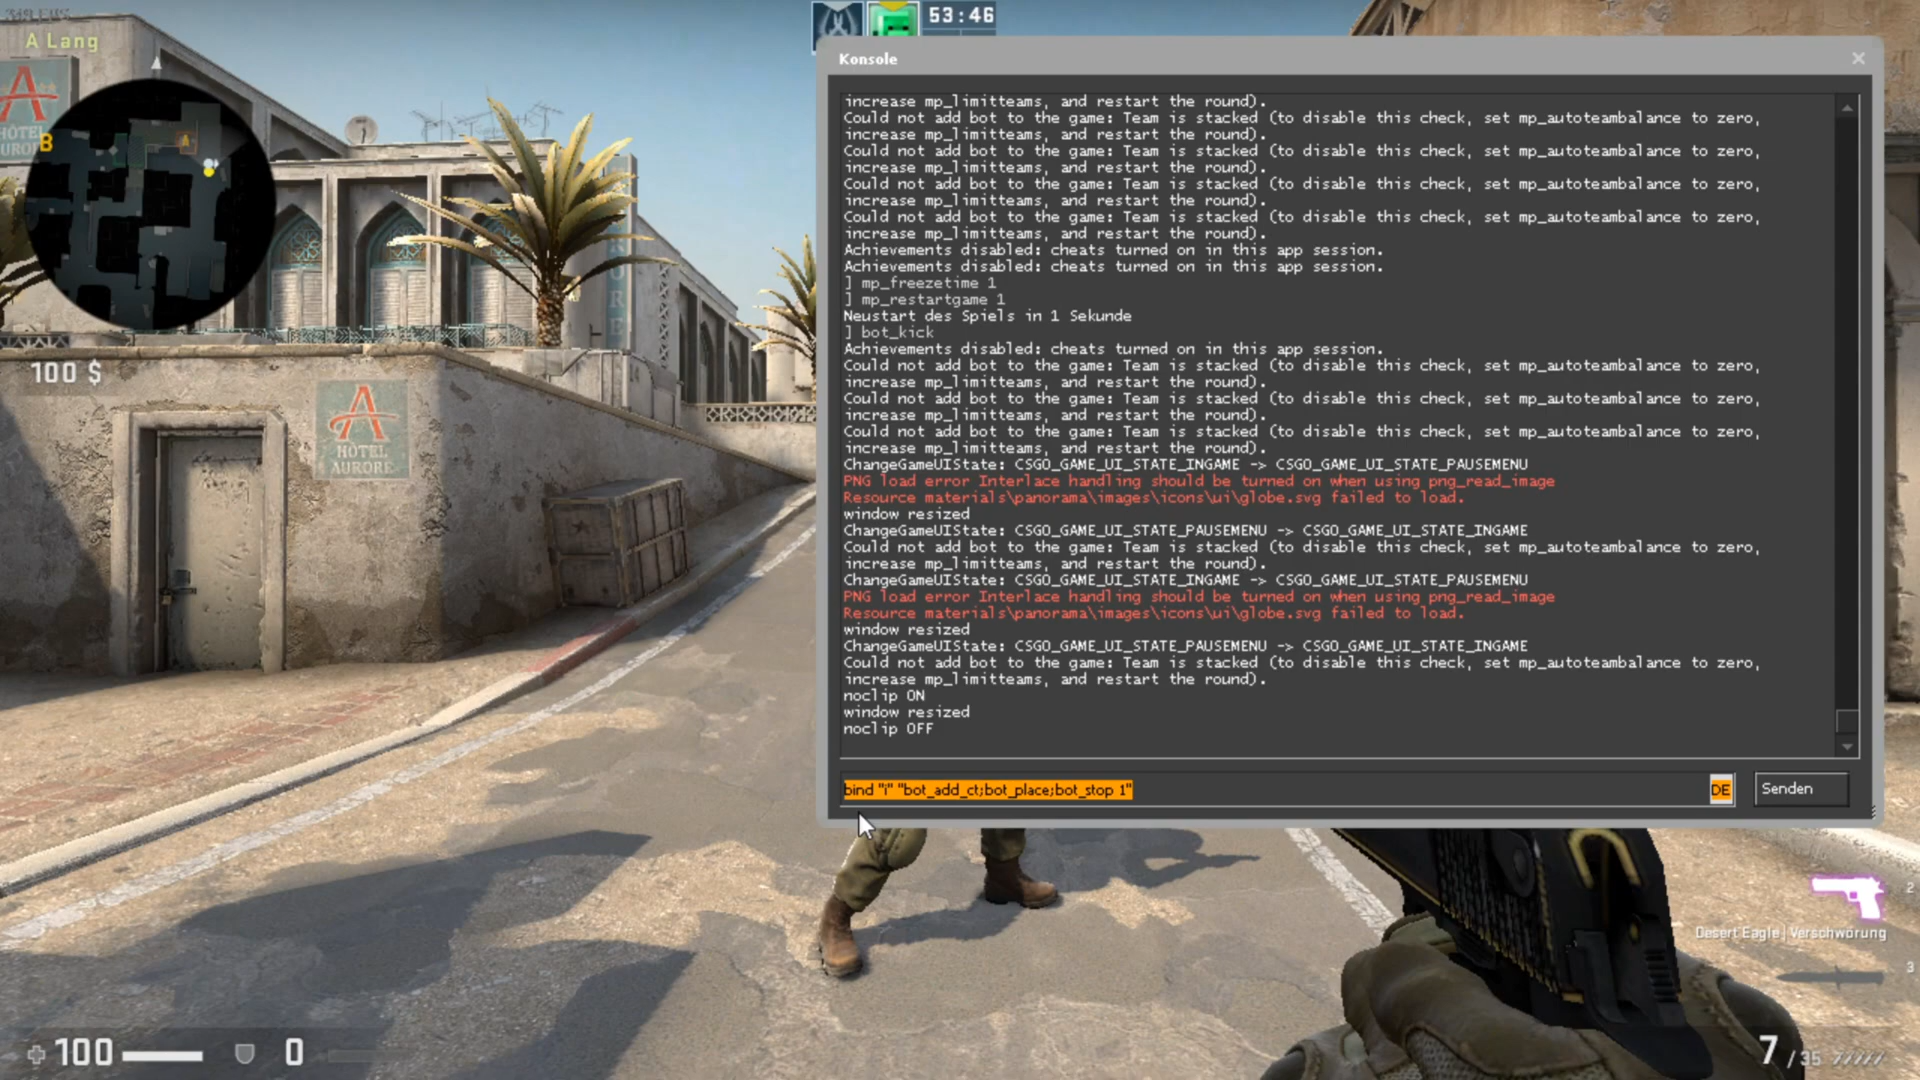 A Lang
53:46
Konsole
increase mp_limitteams, and restart the round).
Could not add bot to the game: Team is stacked (to disable this check, set mp_autoteambalance to zero,
increase mp_limitteams, and restart the round).
Could not add bot to the game: Team is stacked (to disable this check, set mp_autoteambalance to zero,
increase mp_limitteams, and restart the round).
Could not add bot to the game: Team is stacked (to disable this check, set mp_autoteambalance to zero,
increase mp_limitteams, and restart the round).
Could not add bot to the game: Team is stacked (to disable this check, set mp_autoteambalance to zero,
increase mp_limitteams, and restart the round).
Achievements disabled: cheats turned on in this app session.
Achievements disabled: cheats turned on in this app session.
] mp_freezetime 1
] mp_restartgame 1
Neustart des Spiels in 1 Sekunde
] bot_kick
Achievements disabled: cheats turned on in this app session.
Could not add bot to the game: Team is stacked (to disable this check, set mp_autoteambalance to zero,
increase mp_limitteams, and restart the round).
Could not add bot to the game: Team is stacked (to disable this check, set mp_autoteambalance to zero,
increase mp_limitteams, and restart the round).
Could not add bot to the game: Team is stacked (to disable this check, set mp_autoteambalance to zero,
increase mp_limitteams, and restart the round).
ChangeGameUIState: CSGO_GAME_UI_STATE_INGAME -> CSGO_GAME_UI_STATE_PAUSEMENU
PNG load error Interlace handling should be turned on when using png_read_image
Resource materials\panorama\images\icons\ui\globe.svg failed to load.
window resized
ChangeGameUIState: CSGO_GAME_UI_STATE_PAUSEMENU -> CSGO_GAME_UI_STATE_INGAME
Could not add bot to the game: Team is stacked (to disable this check, set mp_autoteambalance to zero,
increase mp_limitteams, and restart the round).
ChangeGameUIState: CSGO_GAME_UI_STATE_INGAME -> CSGO_GAME_UI_STATE_PAUSEMENU
PNG load error Interlace handling should be turned on when using png_read_image
Resource materials\panorama\images\icons\ui\globe.svg failed to load.
window resized
ChangeGameUIState: CSGO_GAME_UI_STATE_PAUSEMENU -> CSGO_GAME_UI_STATE_INGAME
Could not add bot to the game: Team is stacked (to disable this check, set mp_autoteambalance to zero,
increase mp_limitteams, and restart the round).
noclip ON
window resized
noclip OFF
bind "i" "bot_add_ct;bot_place;bot_stop 1"
DE
Senden
A
B
A
100 $
A
HÔTEL
AURORE
2
Desert Eagle | Verschwörung
3
100
0
7 / 35